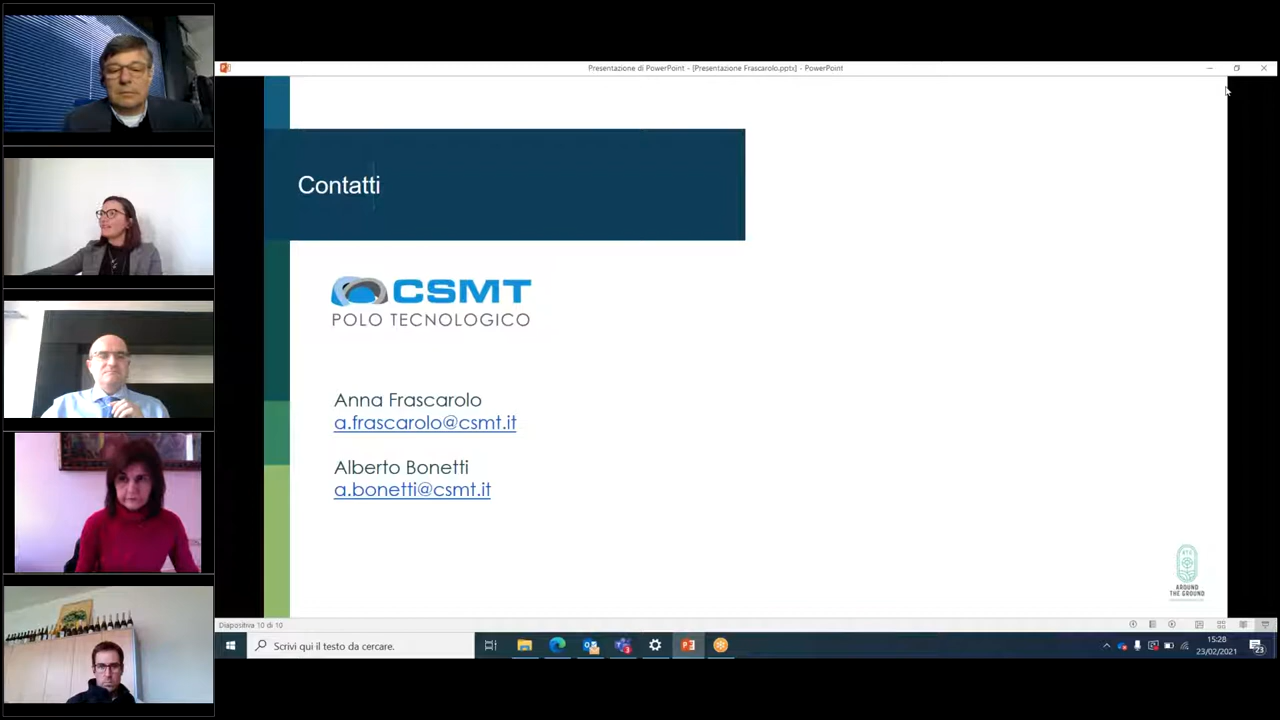 Presentazione di PowerPoint - [Presentazione Frascarolo.pptx] - PowerPoint
Contatti
CSMT
POLO TECNOLOGICO
Anna Frascarolo
a.frascarolo@csmt.it
Alberto Bonetti
a.bonetti@csmt.it
AROUND
THE GROUND
Diapositiva 10 di 10
Scrivi qui il testo da cercare.
15:28
23/02/2021
23